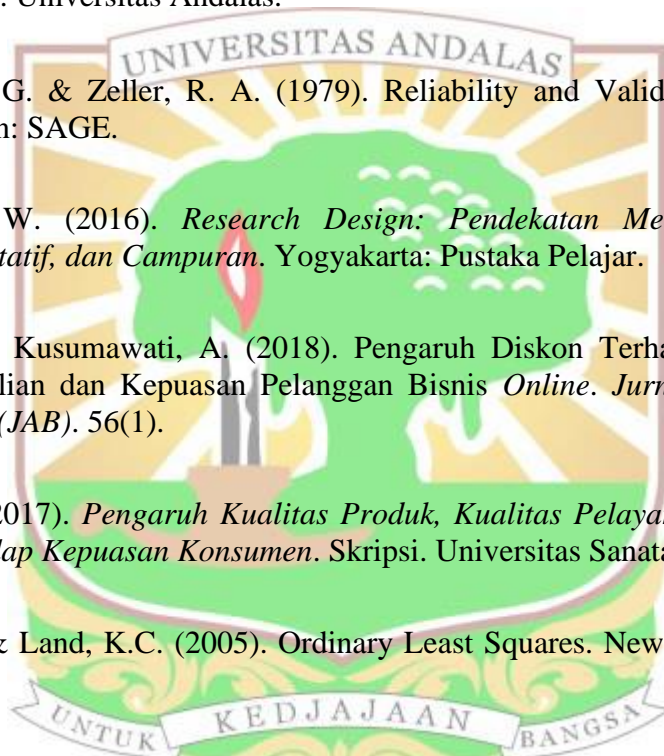 . Universitas Andalas.
UNIVERSITAS ANDALAS
G. & Zeller, R. A. (1979). Reliability and Valid
n: SAGE.
W. (2016). Research Design: Pendekatan Me
tatif, dan Campuran. Yogyakarta: Pustaka Pelajar.
Kusumawati, A. (2018). Pengaruh Diskon Terha
lian dan Kepuasan Pelanggan Bisnis Online. Jurn
(JAB). 56(1).
2017). Pengaruh Kualitas Produk, Kualitas Pelaya
dap Kepuasan Konsumen. Skripsi. Universitas Sanata
& Land, K.C. (2005). Ordinary Least Squares. New
UNTUK KEDJAJAAN BANGSA